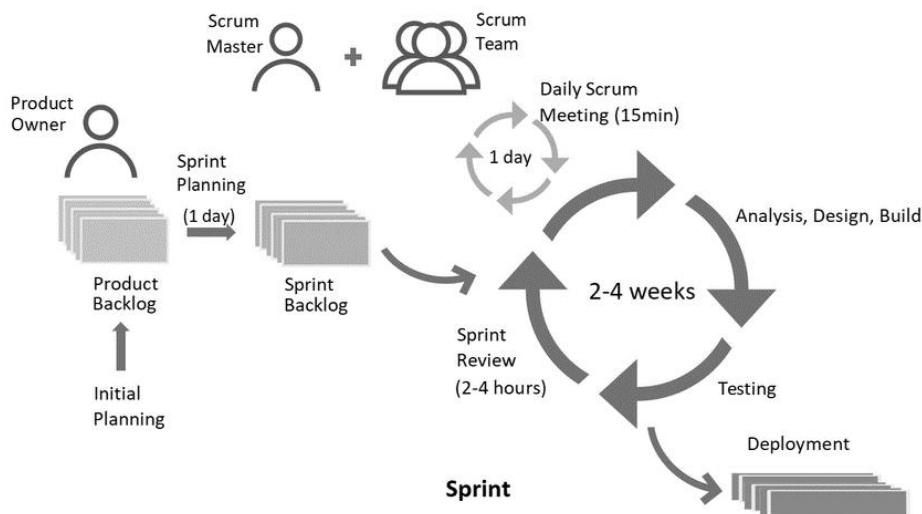 Scrum
Master
Scrum
Team
Product
Owner
Daily Scrum
Meeting (15min)
1 day
Sprint
Planning
(1 day)
Analysis, Design, Build
Product
Backlog
Sprint
Backlog
2-4 weeks
Sprint
Review
(2-4 hours)
Initial
Planning
Testing
Deployment
Sprint